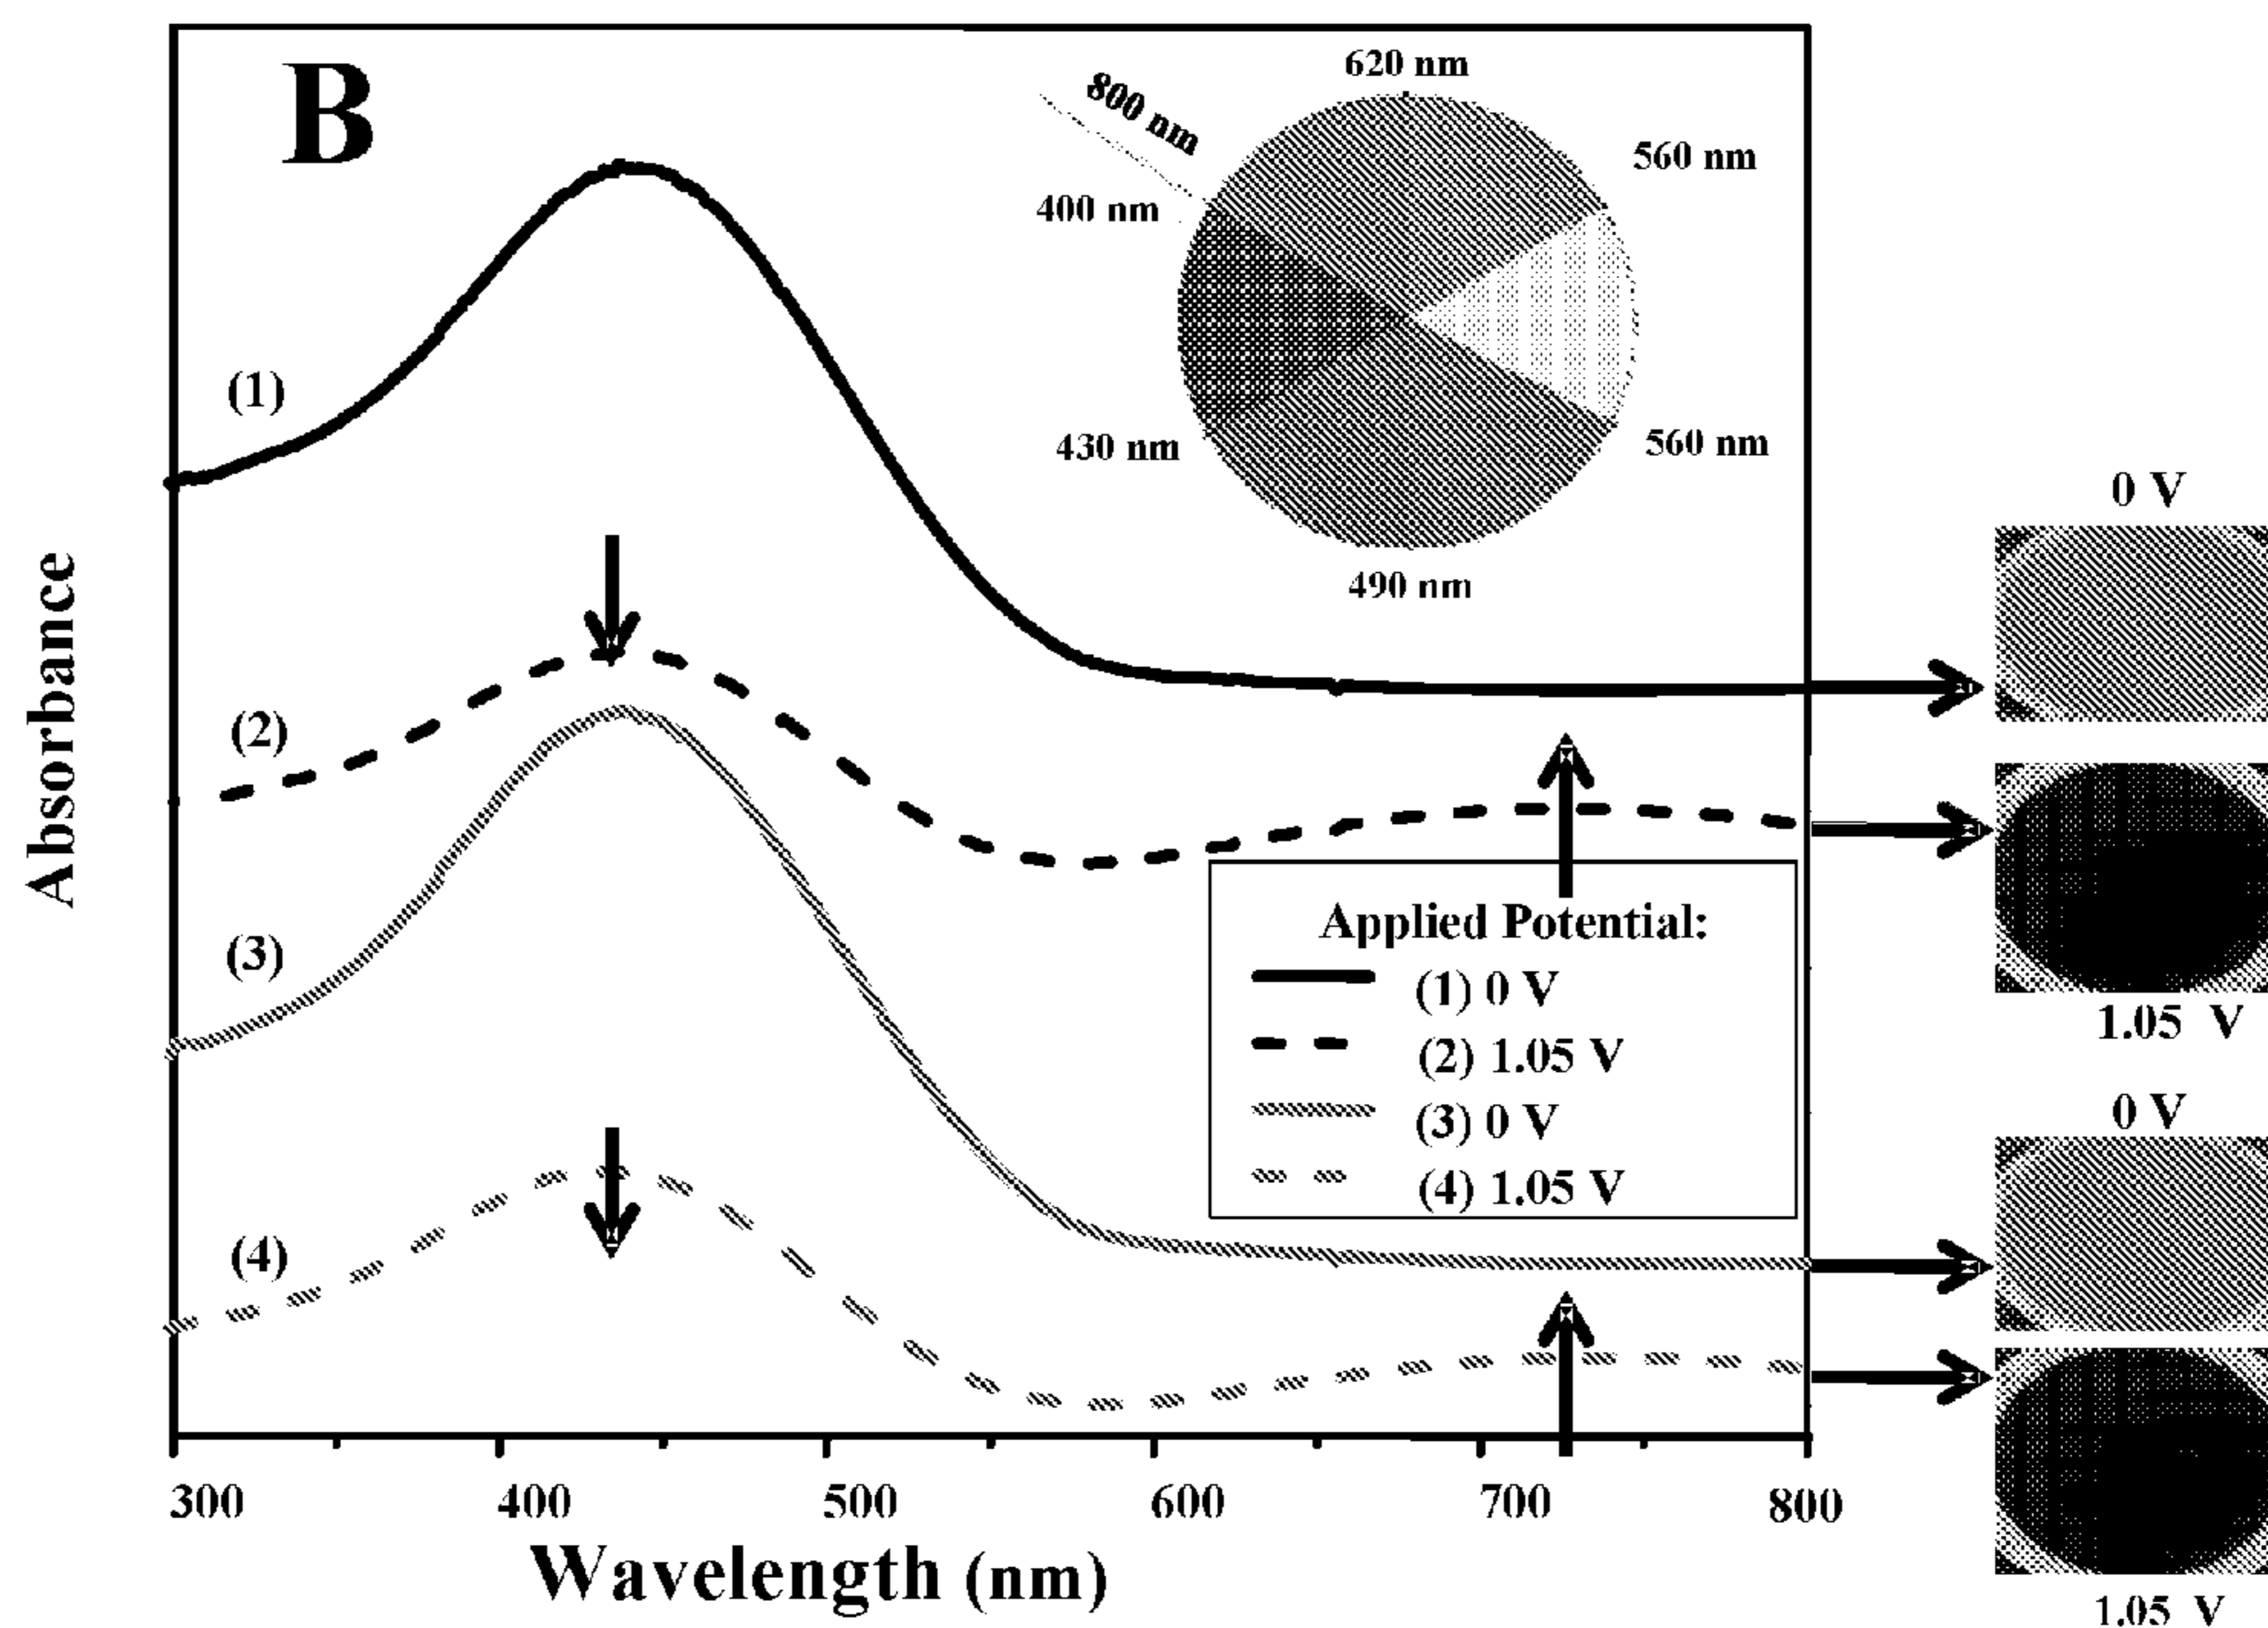 B
620 nm
800 nm
560 nm
400 nm
430 nm
560 nm
490 nm
(1)
(2)
(3)
(4)
Absorbance
Applied Potential:
(1) 0 V
(2) 1.05 V
(3) 0 V
(4) 1.05 V
0 V
1.05 V
0 V
1.05 V
300 400 500 600 700 800
Wavelength (nm)